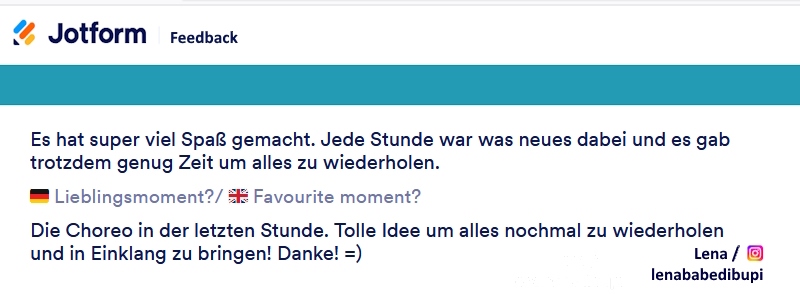 Jotform Feedback
Es hat super viel Spaß gemacht. Jede Stunde war was neues dabei und es gab
trotzdem genug Zeit um alles zu wiederholen.
Lieblingsmoment?/ Favourite moment?
Die Choreo in der letzten Stunde. Tolle Idee um alles nochmal zu wiederholen
und in Einklang zu bringen! Danke! =)
Lena /
lenababedibupi